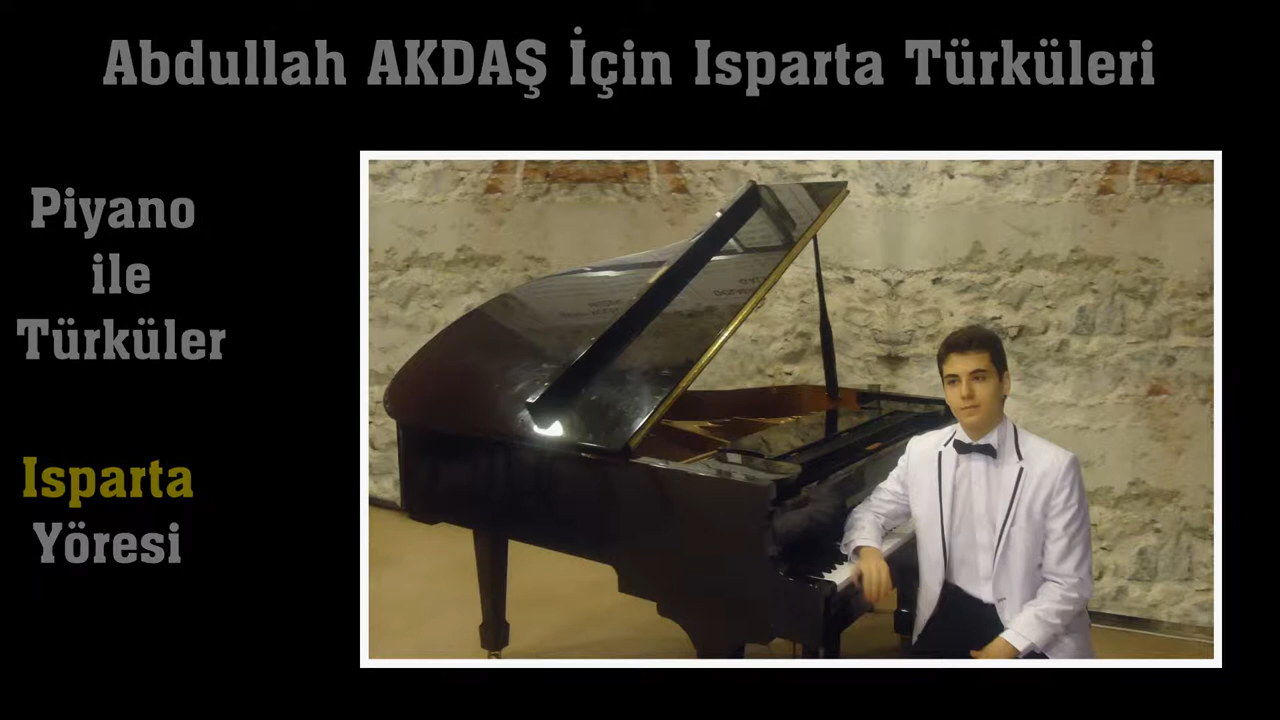 Abdullah AKDAŞ İçin Isparta Türküleri
Piyano
ile
Türküler
Isparta
Yöresi